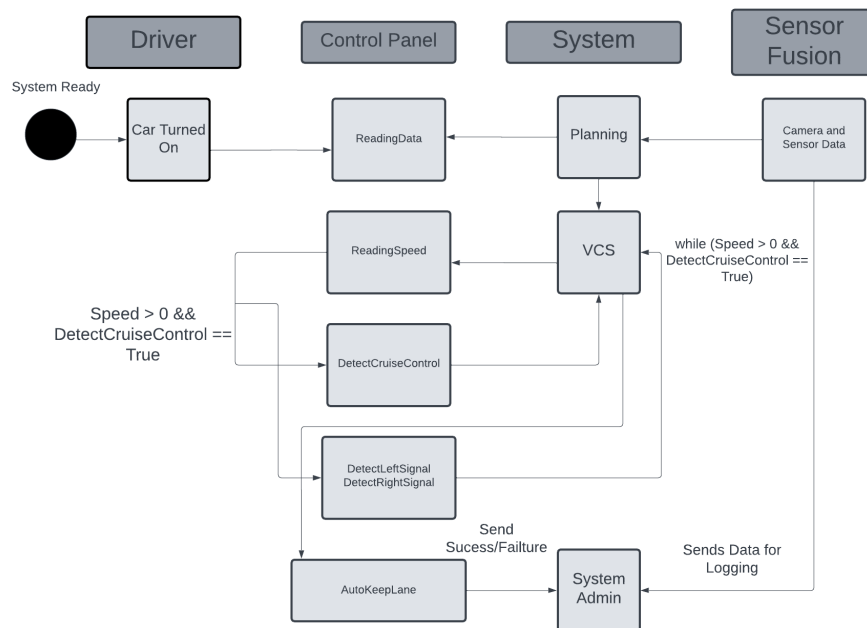 Driver
Control Panel
System
Sensor
Fusion
System Ready
Car Turned
On
ReadingData
Planning
Camera and
Sensor Data
ReadingSpeed
VCS
while (Speed > 0 &&
DetectCruiseControl ==
True)
Speed > 0 &&
DetectCruiseControl ==
True
DetectCruiseControl
DetectLeftSignal
DetectRightSignal
Send
Sucess/Failture
Sends Data for
Logging
AutoKeepLane
System
Admin